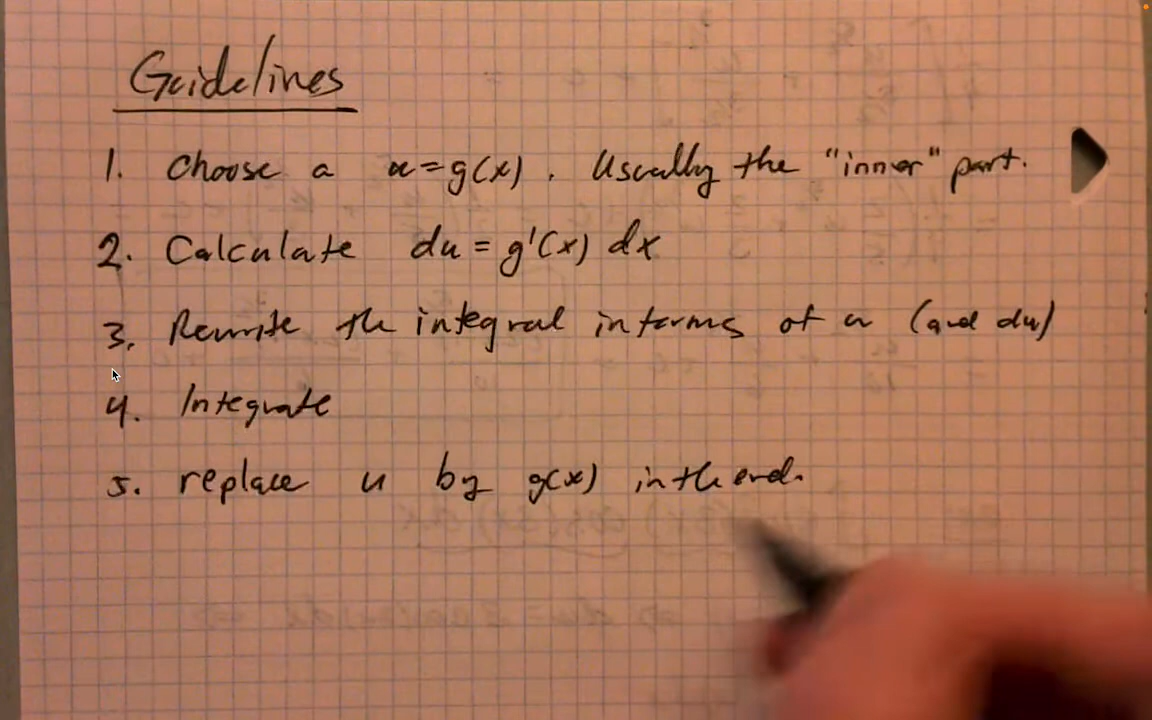 Guidelines
1. Choose a u=g(x). Usually the "inner" part.
2. Calculate du = g'(x) dx
3. Rewrite the integral in terms of u (and du)
4. Integrate
5. replace u by g(x) in the end.